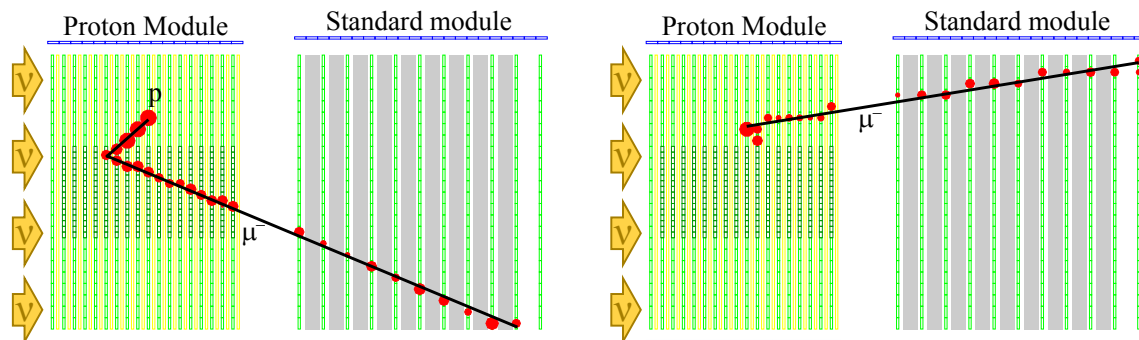 Proton Module
Standard module
ν
ν
ν
ν
p
μ⁻
Proton Module
Standard module
ν
ν
ν
ν
μ⁻